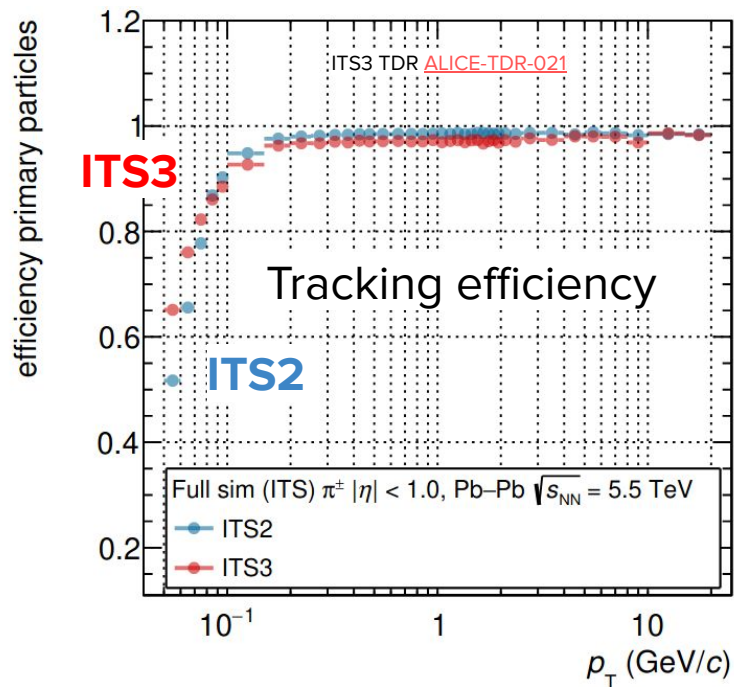 efficiency primary particles
1.2
1
0.8
0.6
0.4
0.2
ITS3 TDR ALICE-TDR-021
ITS3
Tracking efficiency
ITS2
Full sim (ITS) π± |η| < 1.0, Pb–Pb √sNN = 5.5 TeV
ITS2
ITS3
10⁻¹
1
10
pT (GeV/c)